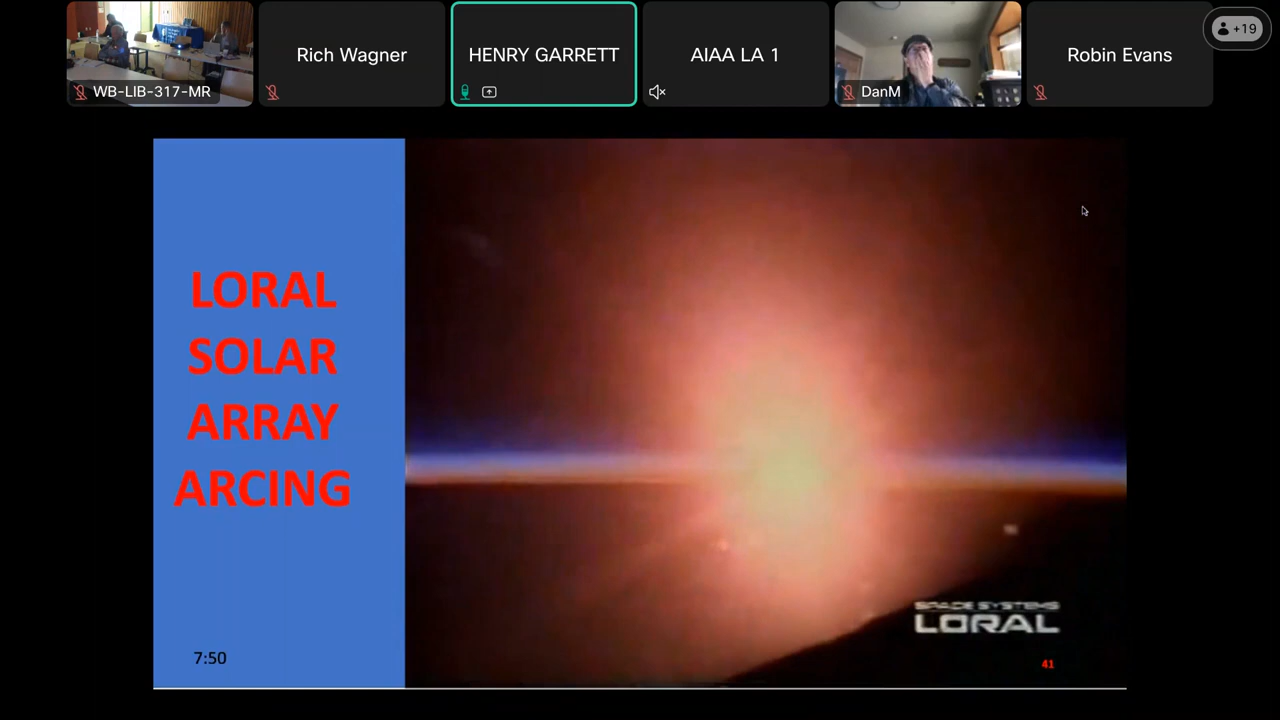 WB-LIB-317-MR
Rich Wagner
HENRY GARRETT
AIAA LA 1
DanM
Robin Evans
+19
LORAL
SOLAR
ARRAY
ARCING
7:50
SPACE SYSTEMS
LORAL
41